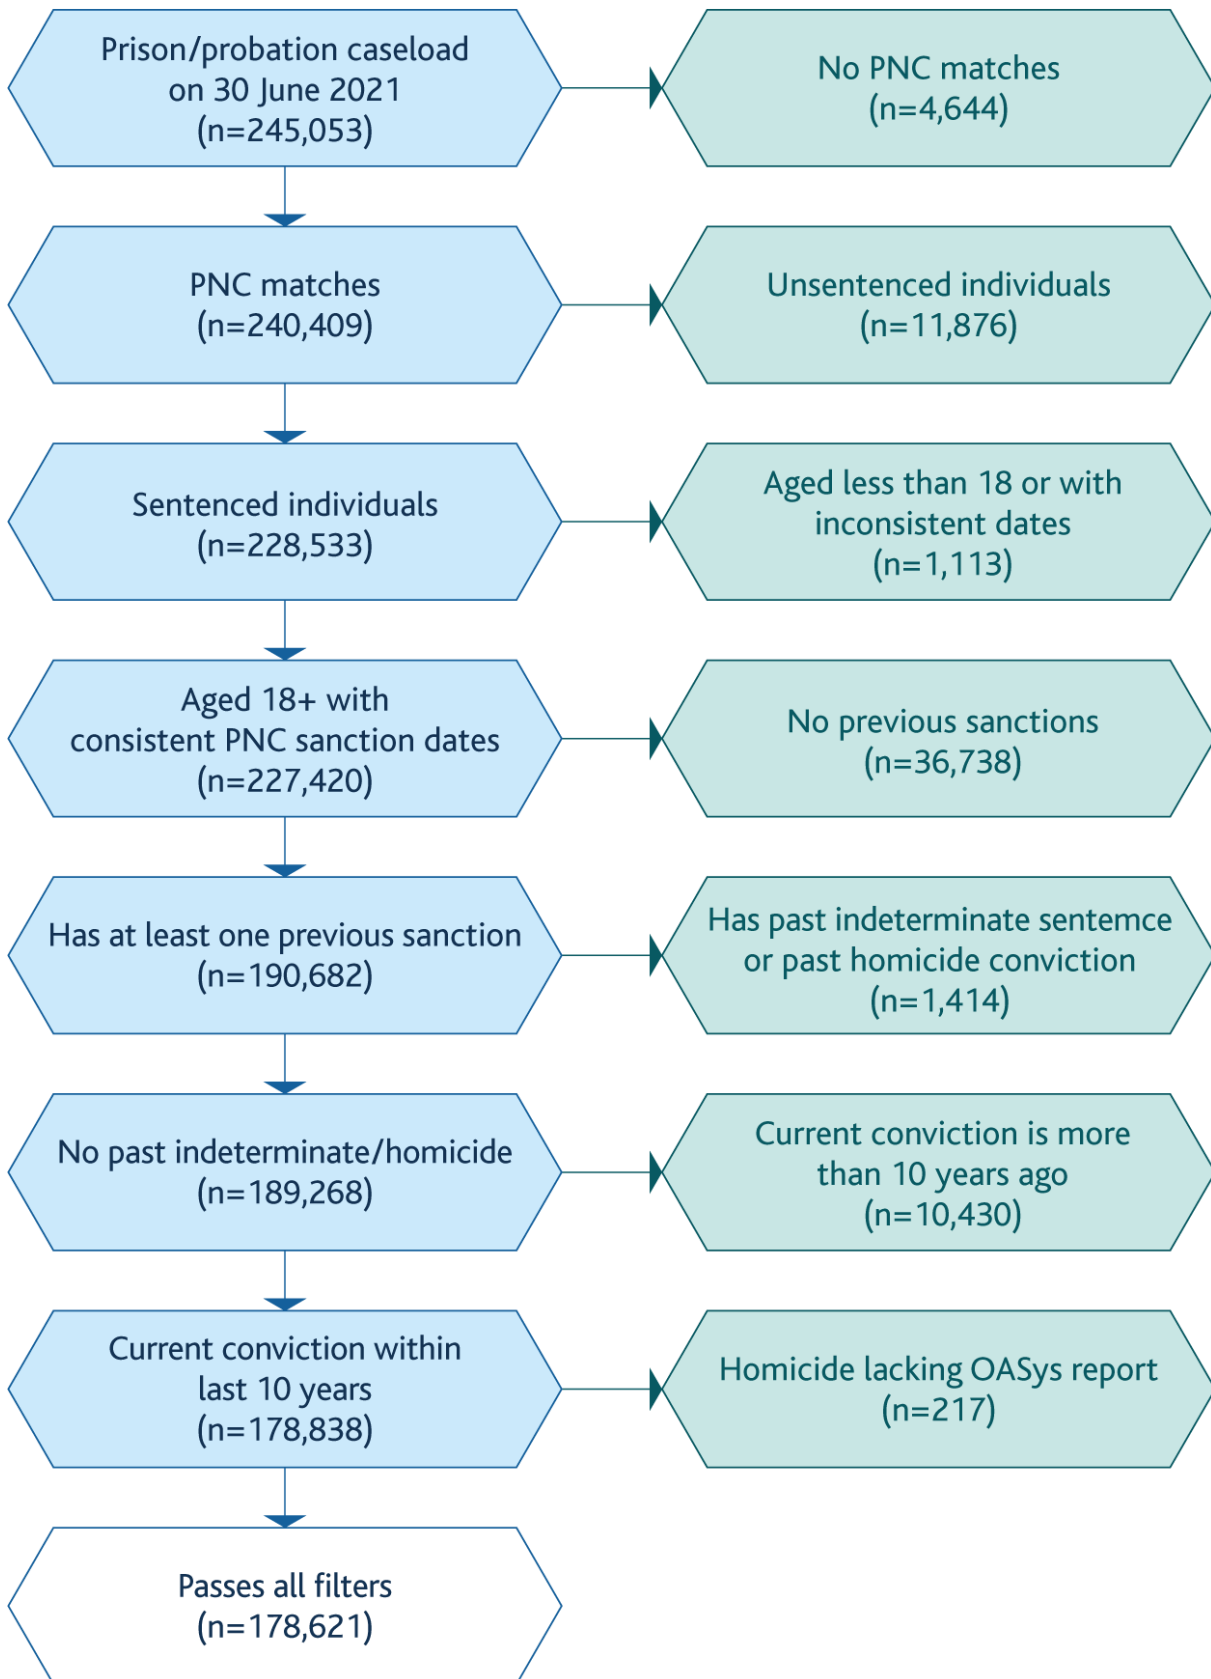 Prison/probation caseload
on 30 June 2021
(n=245,053)
No PNC matches
(n=4,644)
PNC matches
(n=240,409)
Unsentenced individuals
(n=11,876)
Sentenced individuals
(n=228,533)
Aged less than 18 or with
inconsistent dates
(n=1,113)
Aged 18+ with
consistent PNC sanction dates
(n=227,420)
No previous sanctions
(n=36,738)
Has at least one previous sanction
(n=190,682)
Has past indeterminate sentemce
or past homicide conviction
(n=1,414)
No past indeterminate/homicide
(n=189,268)
Current conviction is more
than 10 years ago
(n=10,430)
Current conviction within
last 10 years
(n=178,838)
Homicide lacking OASys report
(n=217)
Passes all filters
(n=178,621)